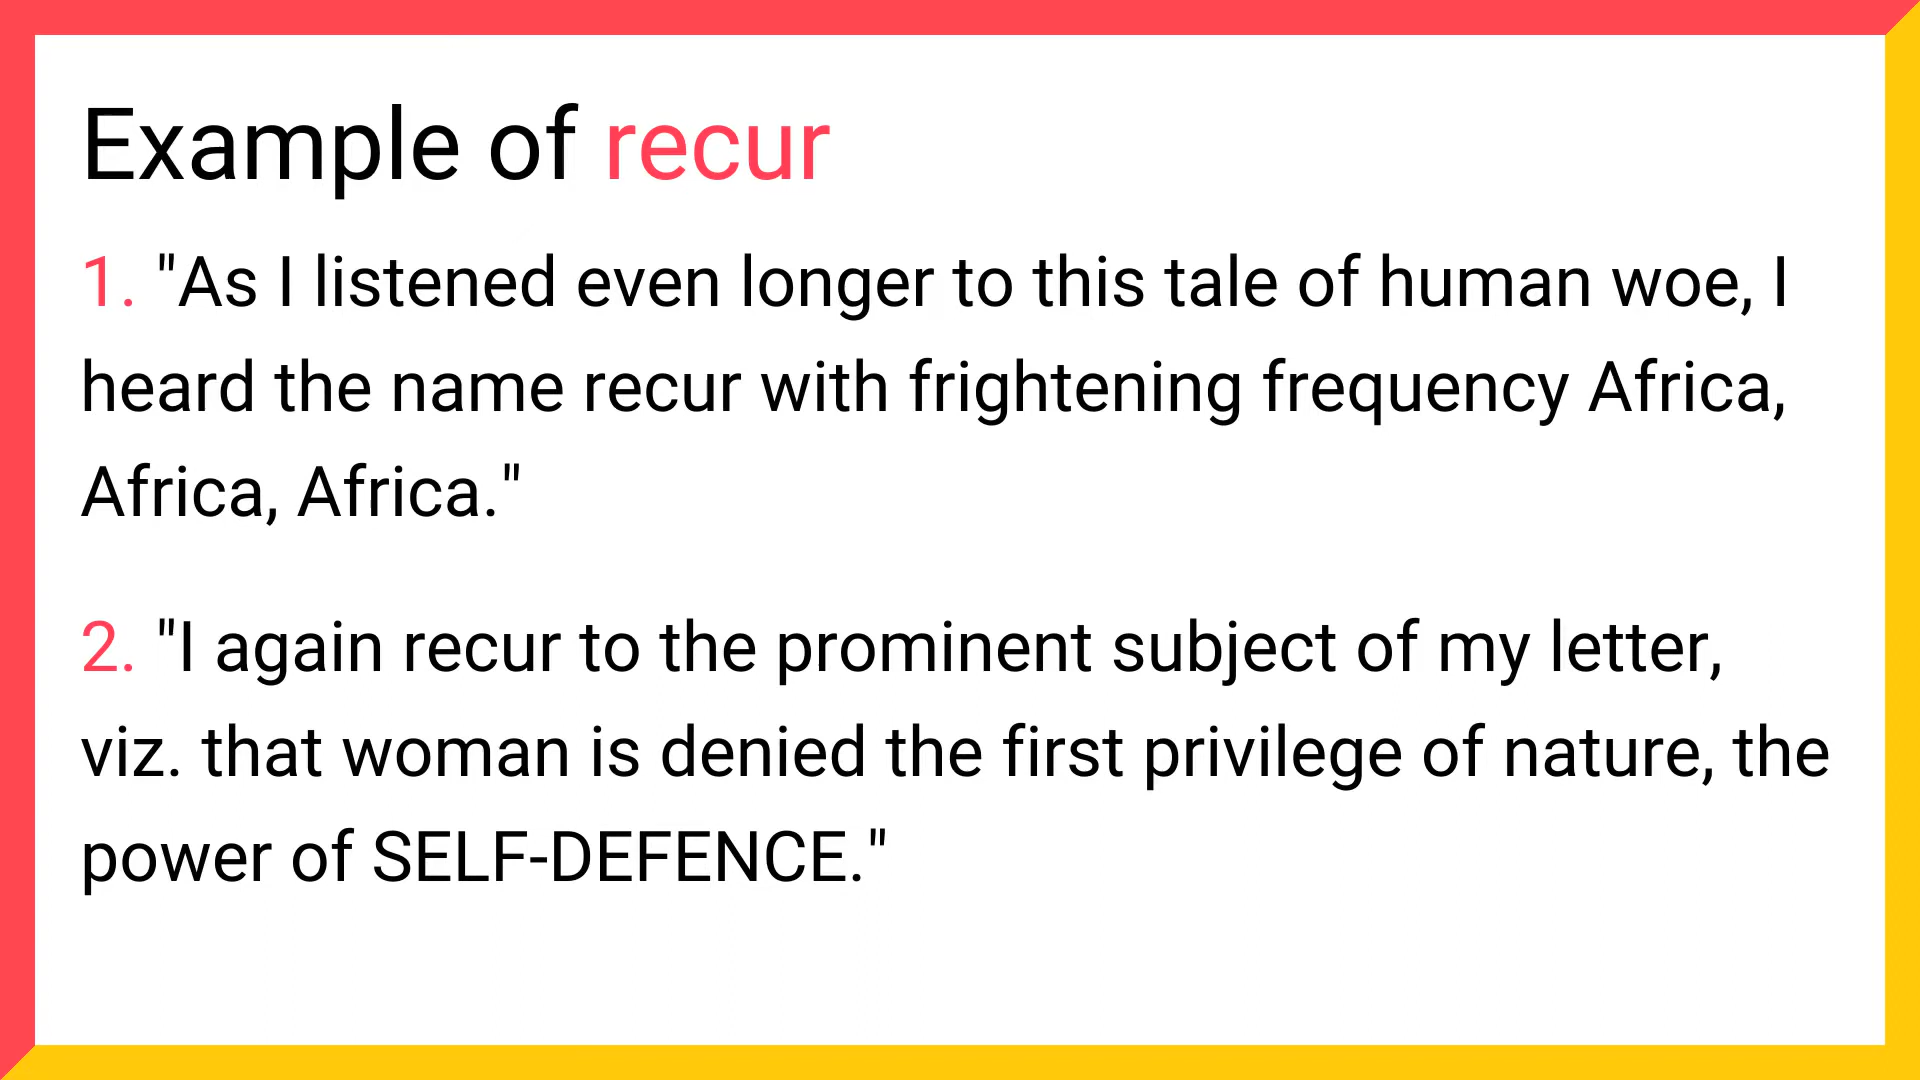 Example of recur
1. "As I listened even longer to this tale of human woe, I
heard the name recur with frightening frequency Africa,
Africa, Africa."
2. "I again recur to the prominent subject of my letter,
viz. that woman is denied the first privilege of nature, the
power of SELF-DEFENCE."